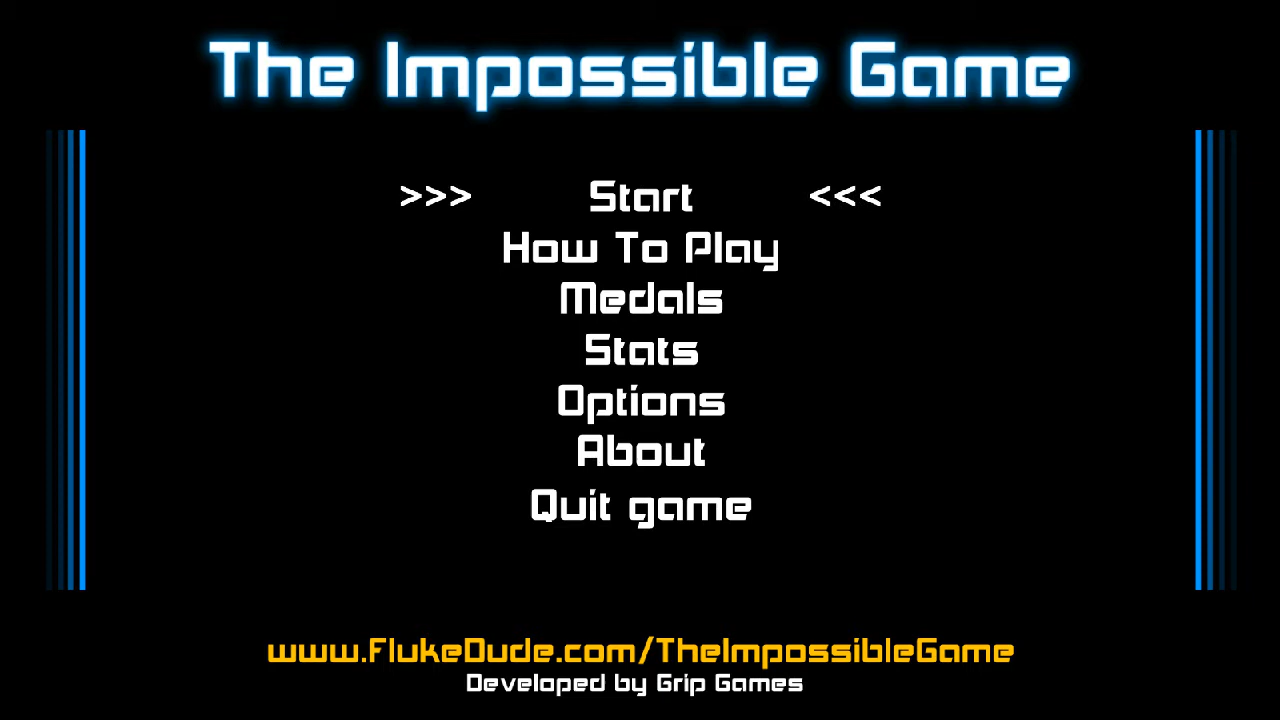 The Impossible Game
>>> Start <<<
How To Play
Medals
Stats
Options
About
Quit game
www.FlukeDude.com/TheImpossibleGame
Developed by Grip Games